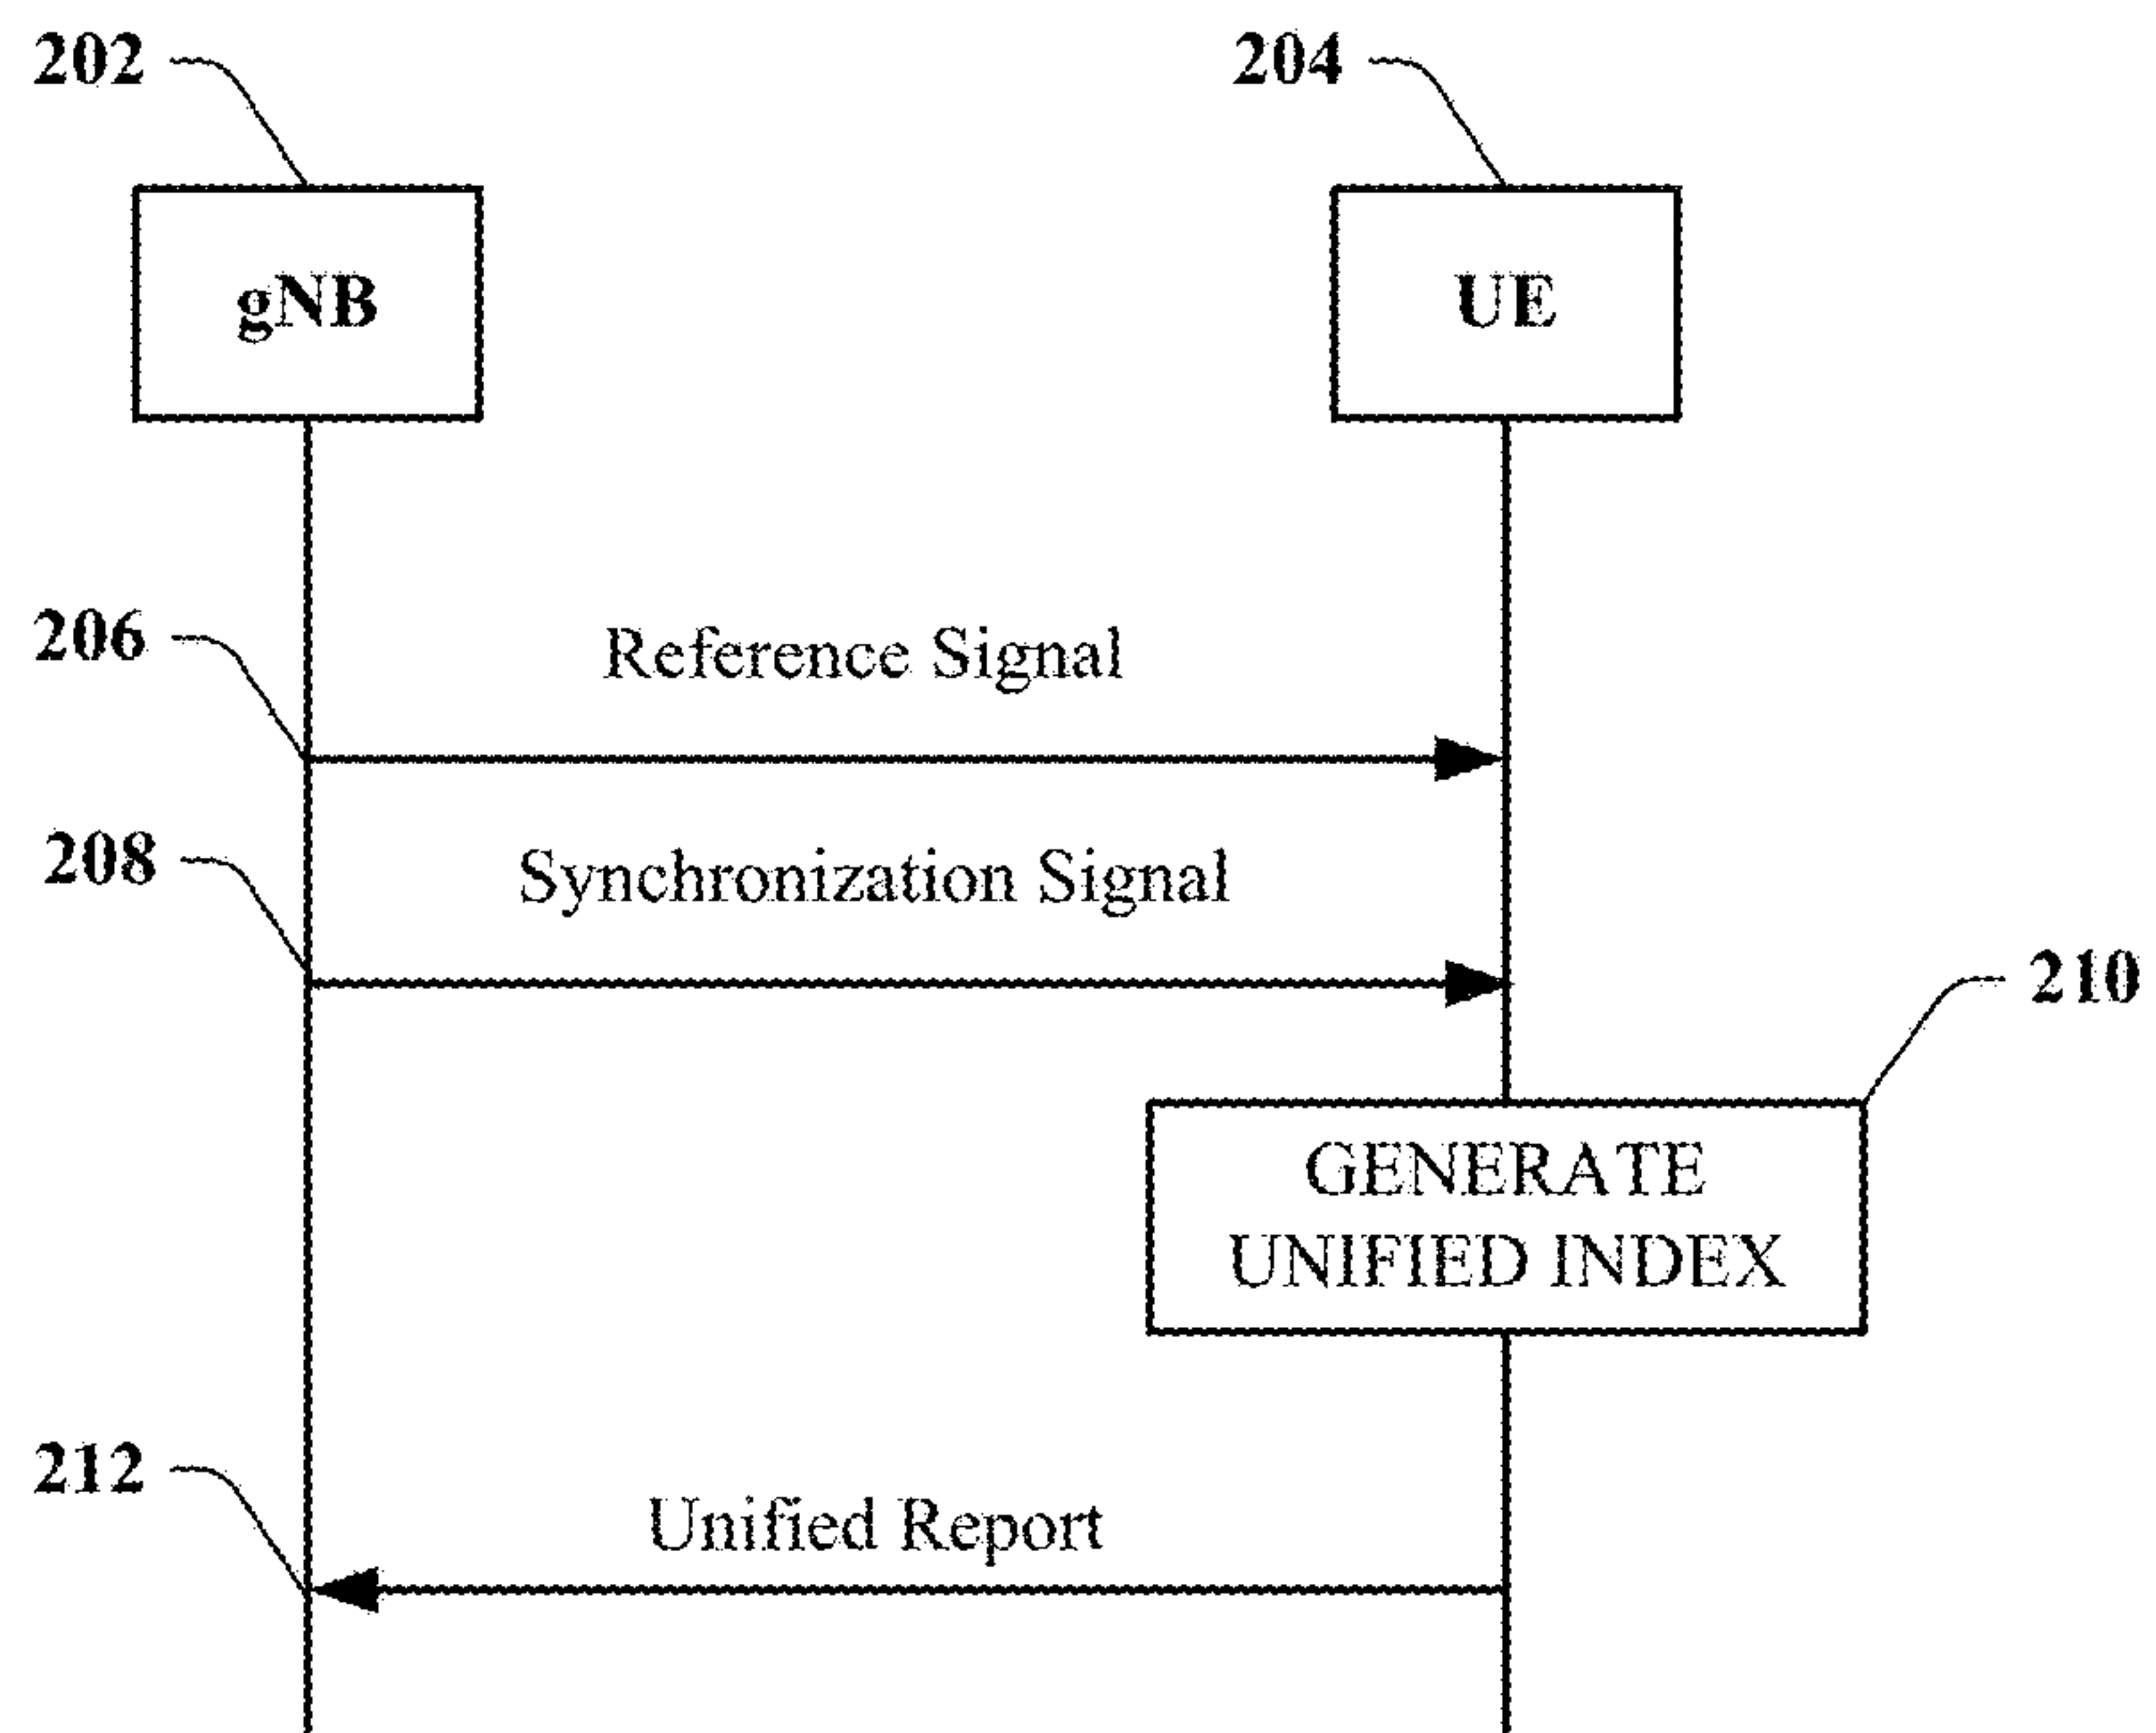 202
204
gNB
UE
206
Reference Signal
208
Synchronization Signal
210
GENERATE
UNIFIED INDEX
212
Unified Report